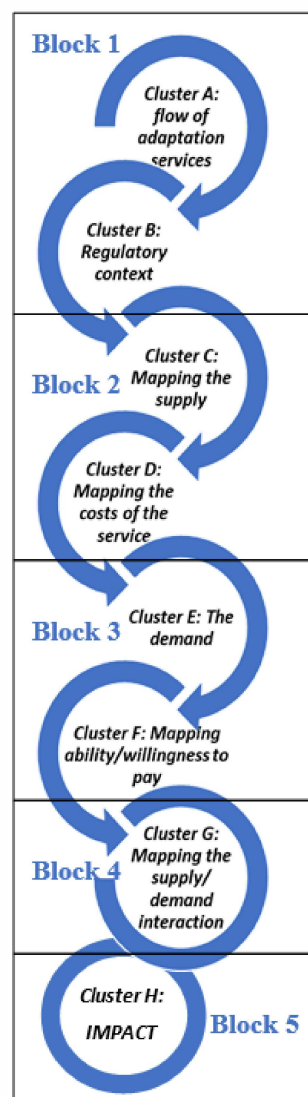 Block 1
Cluster A:
flow of
adaptation
services
Cluster B:
Regulatory
context
Cluster C:
Mapping the
supply
Block 2
Cluster D:
Mapping the
costs of the
service
Cluster E: The
demand
Block 3
Cluster F: Mapping
ability/willingness to
pay
Cluster G:
Mapping the
supply/
demand
interaction
Block 4
Cluster H:
IMPACT
Block 5